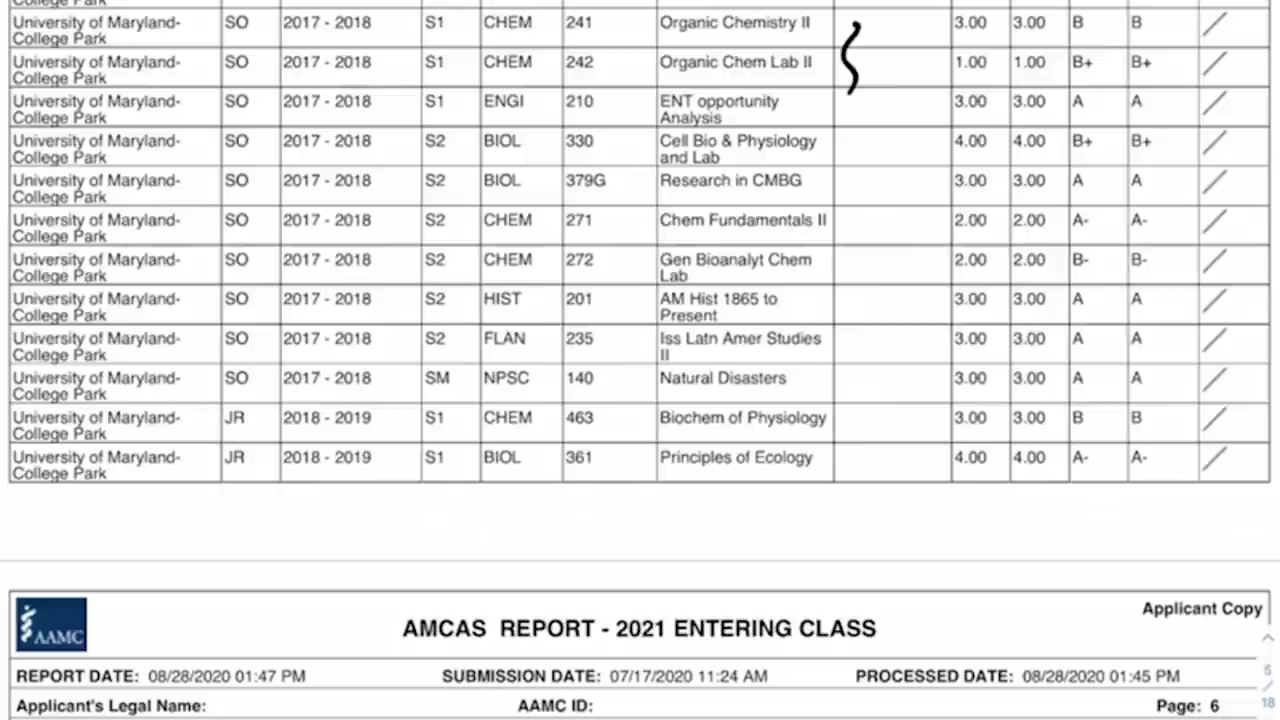 University of Maryland- SO 2017 - 2018 S1 CHEM 241 Organic Chemistry II 3.00 3.00 B B
College Park
University of Maryland- SO 2017 - 2018 S1 CHEM 242 Organic Chem Lab II 1.00 1.00 B+ B+
College Park
University of Maryland- SO 2017 - 2018 S1 ENGI 210 ENT opportunity 3.00 3.00 A A
College Park Analysis
University of Maryland- SO 2017 - 2018 S2 BIOL 330 Cell Bio & Physiology 4.00 4.00 B+ B+
College Park and Lab
University of Maryland- SO 2017 - 2018 S2 BIOL 379G Research in CMBG 3.00 3.00 A A
College Park
University of Maryland- SO 2017 - 2018 S2 CHEM 271 Chem Fundamentals II 2.00 2.00 A- A-
College Park
University of Maryland- SO 2017 - 2018 S2 CHEM 272 Gen Bioanalyt Chem 2.00 2.00 B- B-
College Park Lab
University of Maryland- SO 2017 - 2018 S2 HIST 201 AM Hist 1865 to 3.00 3.00 A A
College Park Present
University of Maryland- SO 2017 - 2018 S2 FLAN 235 Iss Latn Amer Studies 3.00 3.00 A A
College Park II
University of Maryland- SO 2017 - 2018 SM NPSC 140 Natural Disasters 3.00 3.00 A A
College Park
University of Maryland- JR 2018 - 2019 S1 CHEM 463 Biochem of Physiology 3.00 3.00 B B
College Park
University of Maryland- JR 2018 - 2019 S1 BIOL 361 Principles of Ecology 4.00 4.00 A- A-
College Park
Applicant Copy
AAMC
AMCAS REPORT - 2021 ENTERING CLASS
REPORT DATE: 08/28/2020 01:47 PM SUBMISSION DATE: 07/17/2020 11:24 AM PROCESSED DATE: 08/28/2020 01:45 PM
Applicant's Legal Name: AAMC ID: Page: 6
6
/
18